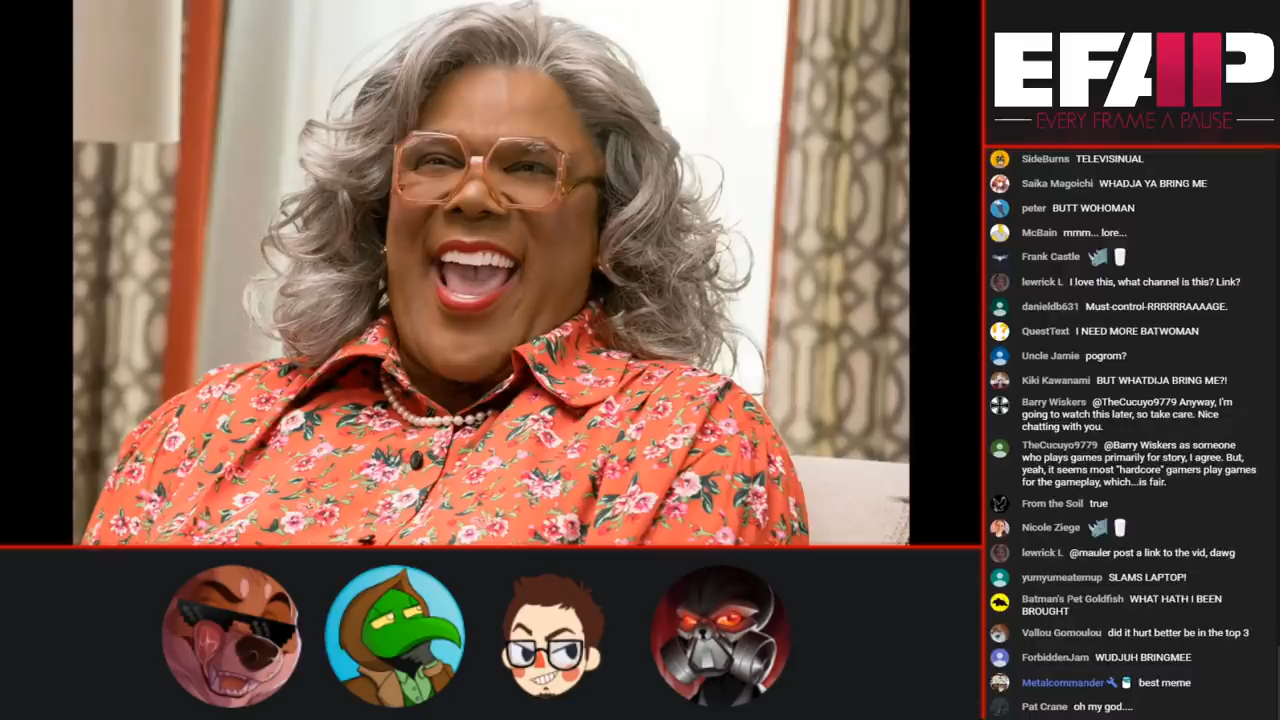 EFAP
EVERY FRAME A PAUSE
SideBurns TELEVISINUAL
Saika Magoichi WHADJA YA BRING ME
peter BUTT WOHOMAN
McBain mmm... lore...
Frank Castle
lewrick L I love this, what channel is this? Link?
danieldb631 Must-control-RRRRRRAAAAGE.
QuestText I NEED MORE BATWOMAN
Uncle Jamie pogrom?
Kiki Kawanami BUT WHATDIJA BRING ME?!
Barry Wiskers @TheCucuyo9779 Anyway, I'm
going to watch this later, so take care. Nice
chatting with you.
TheCucuyo9779 @Barry Wiskers as someone
who plays games primarily for story, I agree. But,
yeah, it seems most "hardcore" gamers play games
for the gameplay, which...is fair.
From the Soil true
Nicole Ziege
lewrick L @mauler post a link to the vid, dawg
yumyumeatemup SLAMS LAPTOP!
Batman's Pet Goldfish WHAT HATH I BEEN
BROUGHT
Vallou Gomoulou did it hurt better be in the top 3
ForbiddenJam WUDJUH BRINGMEE
Metalcommander best meme
Pat Crane oh my god....